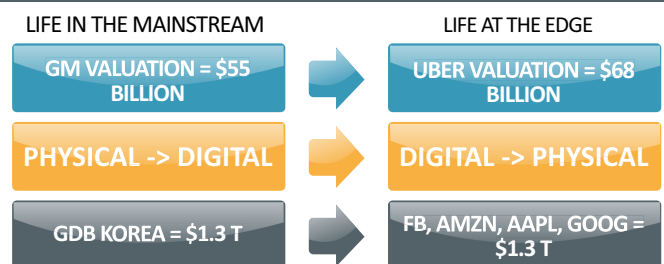 LIFE IN THE MAINSTREAM
LIFE AT THE EDGE
GM VALUATION = $55
BILLION
UBER VALUATION = $68
BILLION
PHYSICAL -> DIGITAL
DIGITAL -> PHYSICAL
GDB KOREA = $1.3 T
FB, AMZN, AAPL, GOOG =
$1.3 T